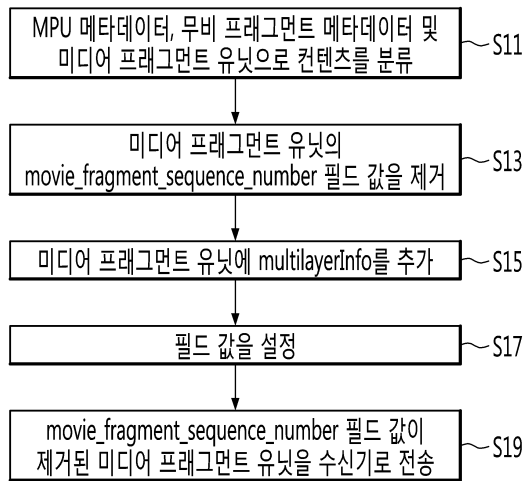 MPU 메타데이터, 무비 프래그먼트 메타데이터 및
미디어 프래그먼트 유닛으로 컨텐츠를 분류
S11
미디어 프래그먼트 유닛의
movie_fragment_sequence_number 필드 값을 제거
S13
미디어 프래그먼트 유닛에 multilayerInfo를 추가
S15
필드 값을 설정
S17
movie_fragment_sequence_number 필드 값이
제거된 미디어 프래그먼트 유닛을 수신기로 전송
S19